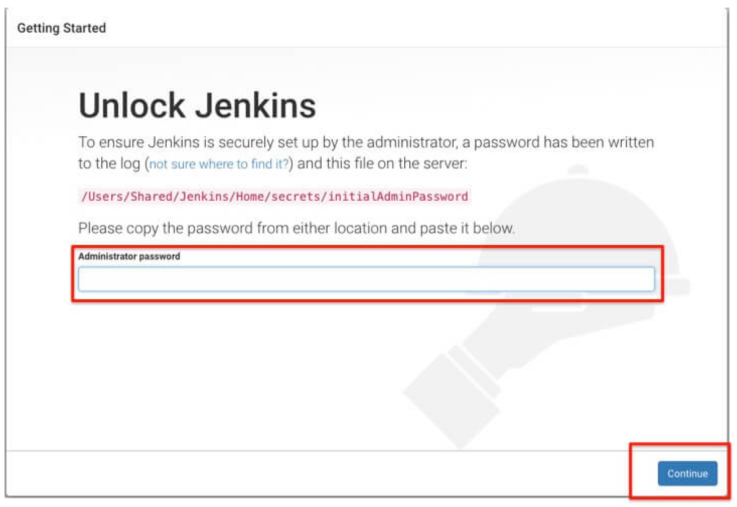 Getting Started
Unlock Jenkins
To ensure Jenkins is securely set up by the administrator, a password has been written
to the log (not sure where to find it?) and this file on the server:
/Users/Shared/Jenkins/Home/secrets/initialAdminPassword
Please copy the password from either location and paste it below.
Administrator password
Continue